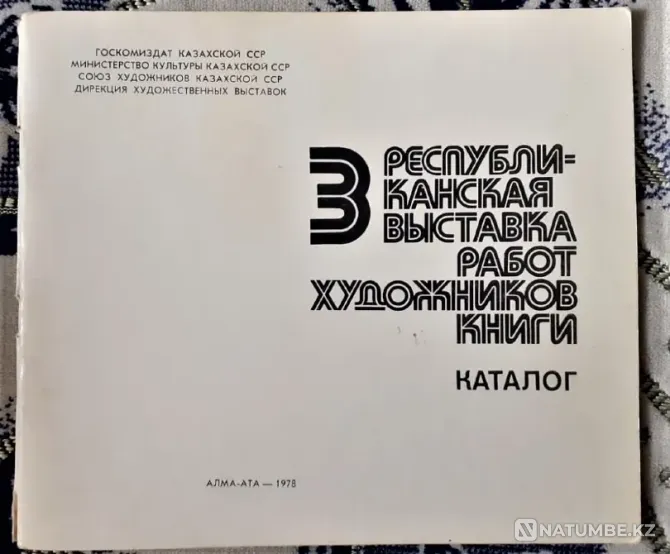 ГОСКОМИЗДАТ КАЗАХСКОЙ ССР
МИНИСТЕРСТВО КУЛЬТУРЫ КАЗАХСКОЙ ССР
СОЮЗ ХУДОЖНИКОВ КАЗАХСКОЙ ССР
ДИРЕКЦИЯ ХУДОЖЕСТВЕННЫХ ВЫСТАВОК
3 РЕСПУБЛИ-
КАНСКАЯ
ВЫСТАВКА
РАБОТ
ХУДОЖНИКОВ
КНИГИ
КАТАЛОГ
АЛМА-АТА — 1978
NATUMBE.KZ